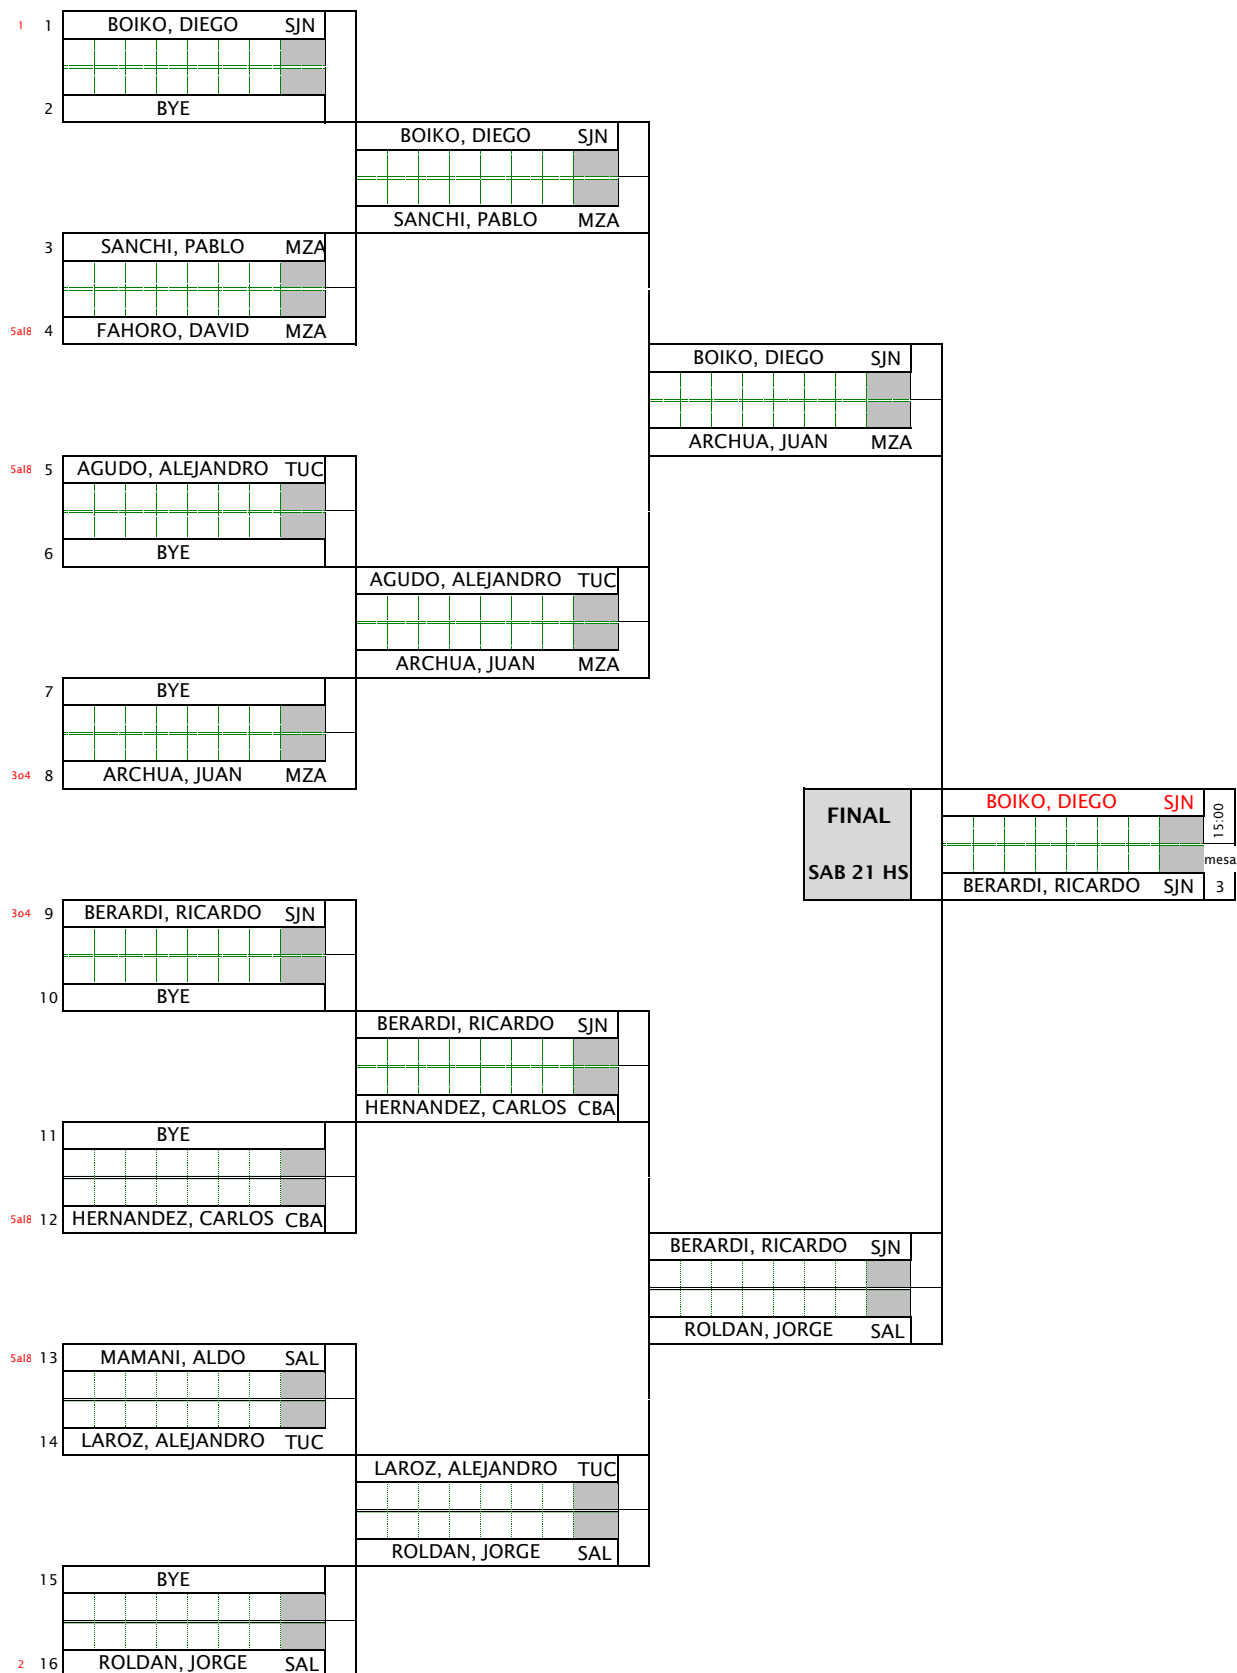 1 1 BOIKO, DIEGO SJN
2 BYE
BOIKO, DIEGO SJN
SANCHI, PABLO MZA
3 SANCHI, PABLO MZA
5al8 4 FAHORO, DAVID MZA
BOIKO, DIEGO SJN
ARCHUA, JUAN MZA
5al8 5 AGUDO, ALEJANDRO TUC
6 BYE
AGUDO, ALEJANDRO TUC
ARCHUA, JUAN MZA
7 BYE
3o4 8 ARCHUA, JUAN MZA
FINAL
SAB 21 HS
BOIKO, DIEGO SJN
15:00
mesa
BERARDI, RICARDO SJN 3
3o4 9 BERARDI, RICARDO SJN
10 BYE
BERARDI, RICARDO SJN
HERNANDEZ, CARLOS CBA
11 BYE
5al8 12 HERNANDEZ, CARLOS CBA
BERARDI, RICARDO SJN
ROLDAN, JORGE SAL
5al8 13 MAMANI, ALDO SAL
14 LAROZ, ALEJANDRO TUC
LAROZ, ALEJANDRO TUC
ROLDAN, JORGE SAL
15 BYE
2 16 ROLDAN, JORGE SAL